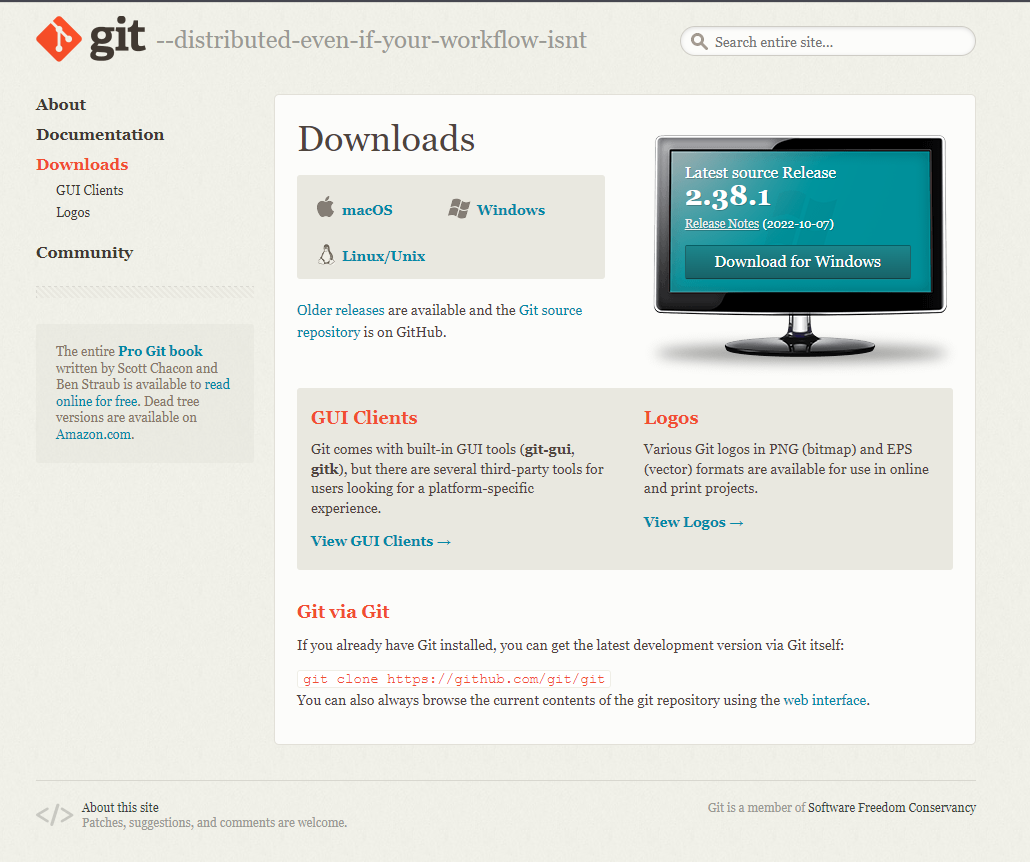 git --distributed-even-if-your-workflow-isnt
Search entire site...
About
Documentation
Downloads
GUI Clients
Logos
Community
The entire Pro Git book
written by Scott Chacon and
Ben Straub is available to read
online for free. Dead tree
versions are available on
Amazon.com.
Downloads
macOS
Windows
Linux/Unix
Older releases are available and the Git source
repository is on GitHub.
Latest source Release
2.38.1
Release Notes (2022-10-07)
Download for Windows
GUI Clients
Git comes with built-in GUI tools (git-gui,
gitk), but there are several third-party tools for
users looking for a platform-specific
experience.
View GUI Clients →
Logos
Various Git logos in PNG (bitmap) and EPS
(vector) formats are available for use in online
and print projects.
View Logos →
Git via Git
If you already have Git installed, you can get the latest development version via Git itself:
git clone https://github.com/git/git
You can also always browse the current contents of the git repository using the web interface.
</> About this site
Patches, suggestions, and comments are welcome.
Git is a member of Software Freedom Conservancy